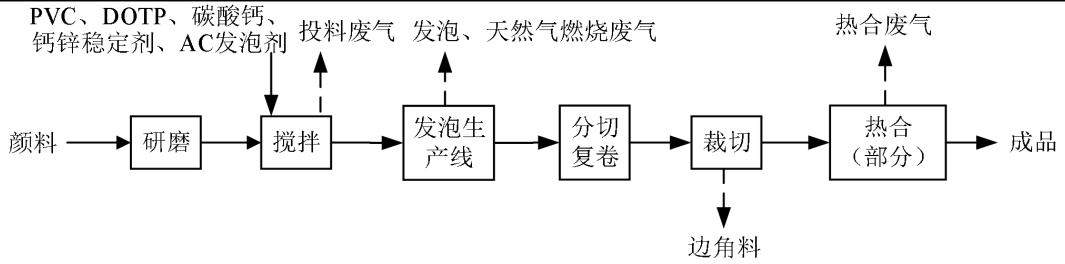 PVC、DOTP、碳酸钙、
钙锌稳定剂、AC发泡剂
投料废气
发泡、天然气燃烧废气
热合废气
颜料
研磨
搅拌
发泡生
产线
分切
复卷
裁切
热合
（部分）
成品
边角料